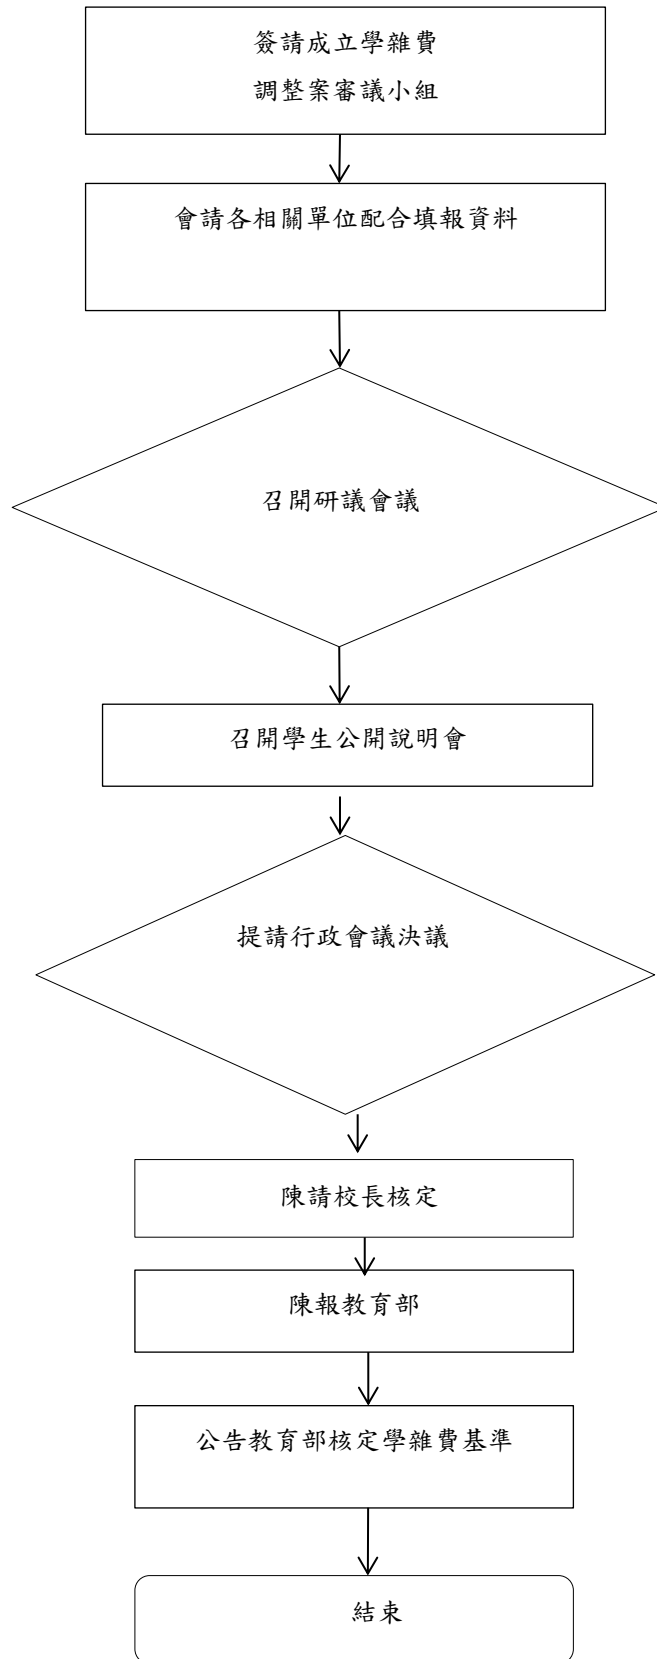 簽請成立學雜費
調整案審議小組
會請各相關單位配合填報資料
召開研議會議
召開學生公開說明會
提請行政會議決議
陳請校長核定
陳報教育部
公告教育部核定學雜費基準
結束